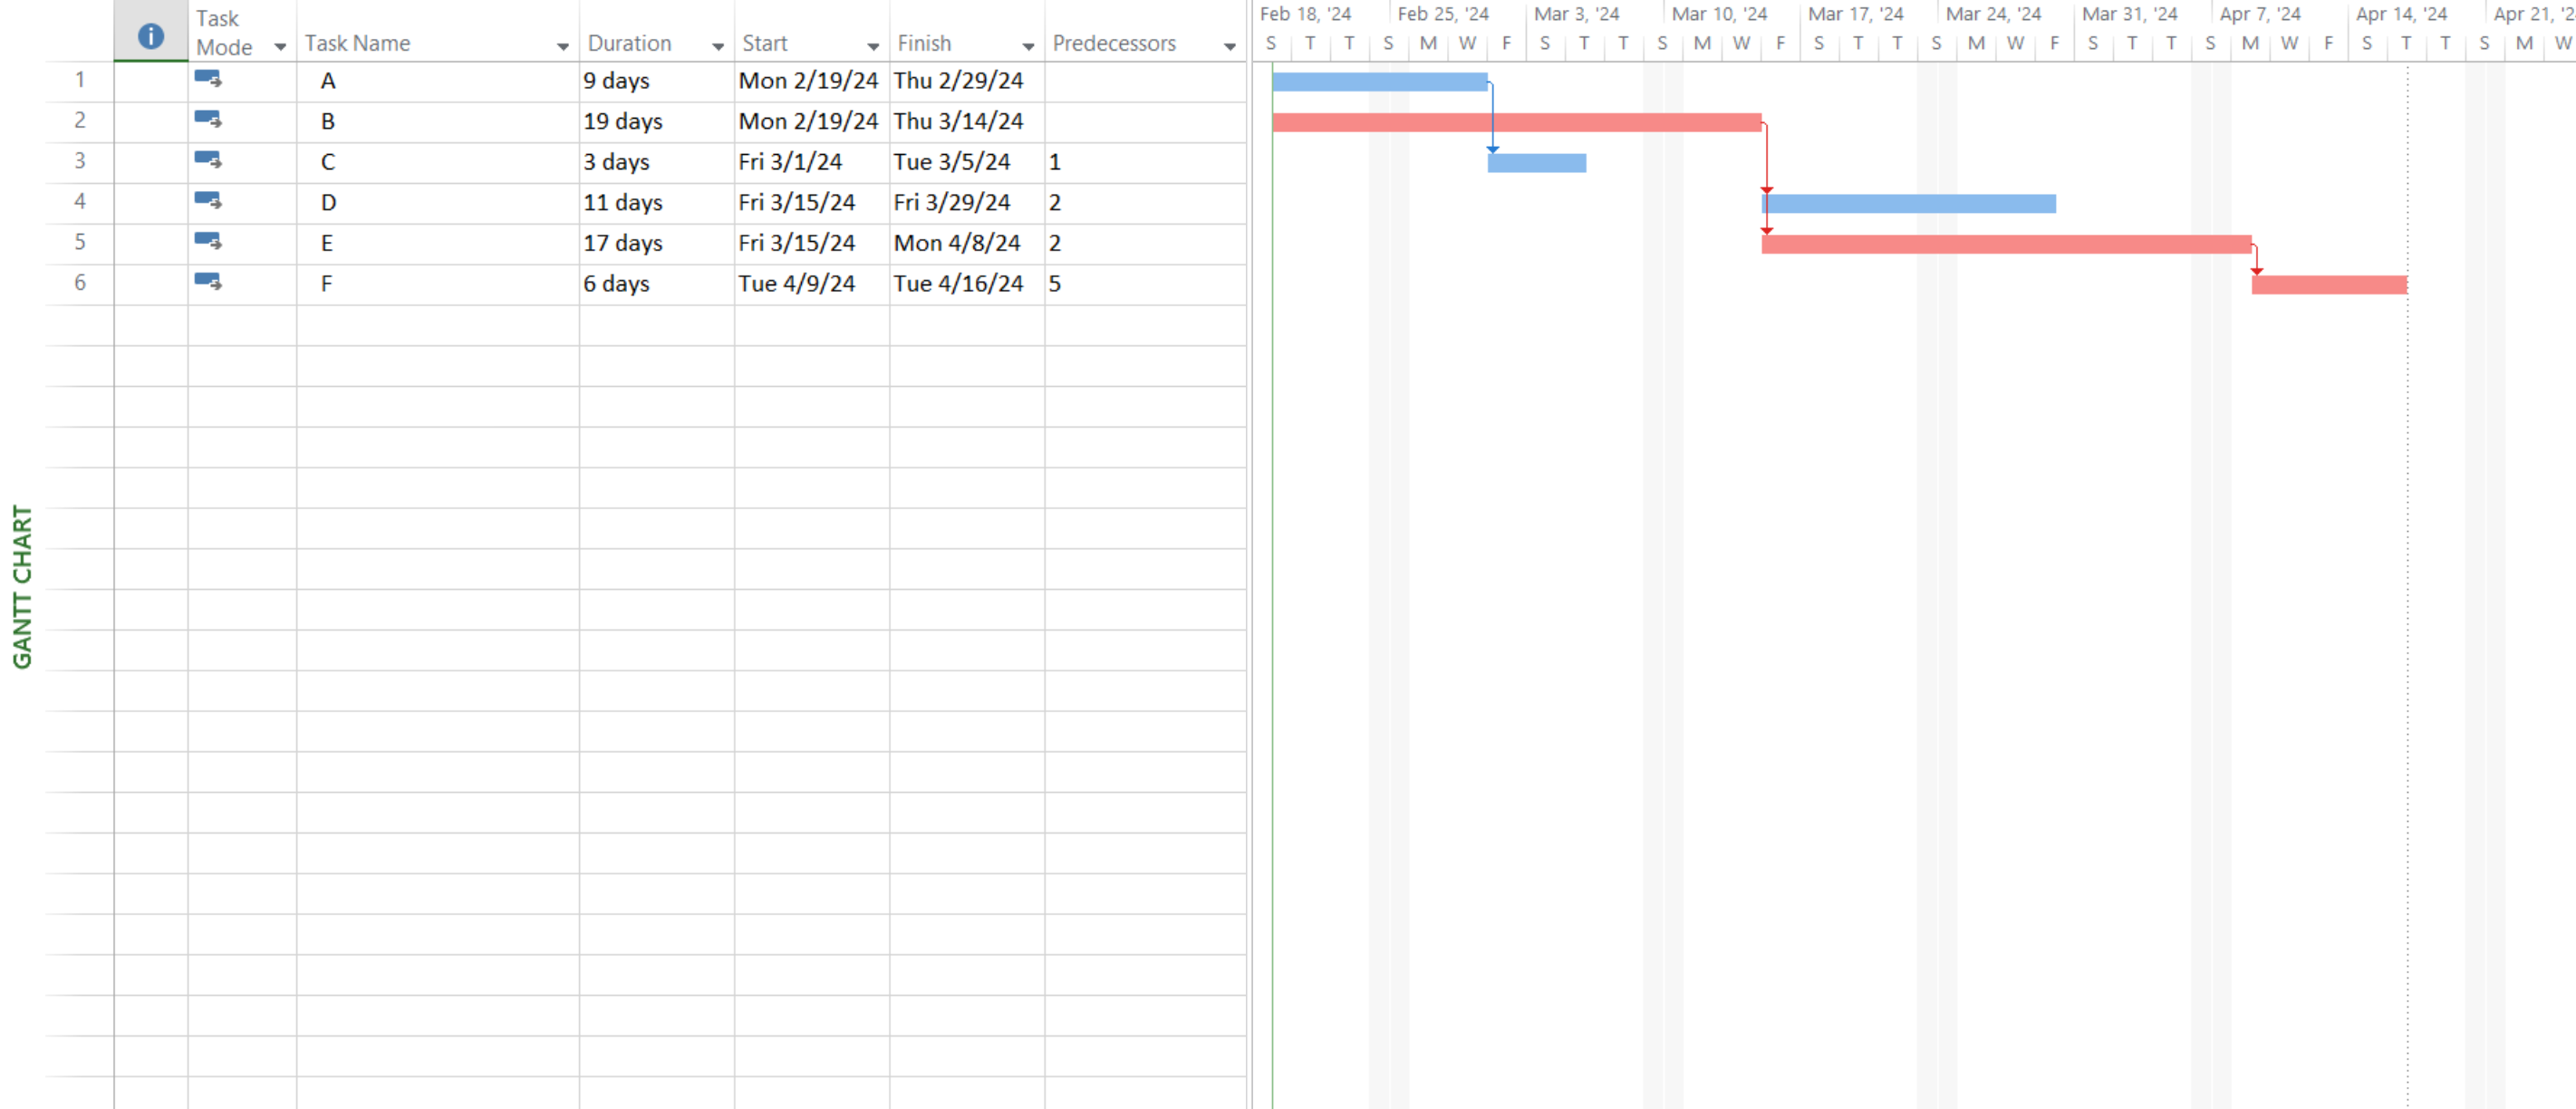 Task Mode Task Name Duration Start Finish Predecessors
Feb 18, '24 Feb 25, '24 Mar 3, '24 Mar 10, '24 Mar 17, '24 Mar 24, '24 Mar 31, '24 Apr 7, '24 Apr 14, '24 Apr 21, '2
S T T S M W F S T T S M W F S T T S M W F S T T S M W F S T T S M W
1 A 9 days Mon 2/19/24 Thu 2/29/24
2 B 19 days Mon 2/19/24 Thu 3/14/24
3 C 3 days Fri 3/1/24 Tue 3/5/24 1
4 D 11 days Fri 3/15/24 Fri 3/29/24 2
5 E 17 days Fri 3/15/24 Mon 4/8/24 2
6 F 6 days Tue 4/9/24 Tue 4/16/24 5
GANTT CHART